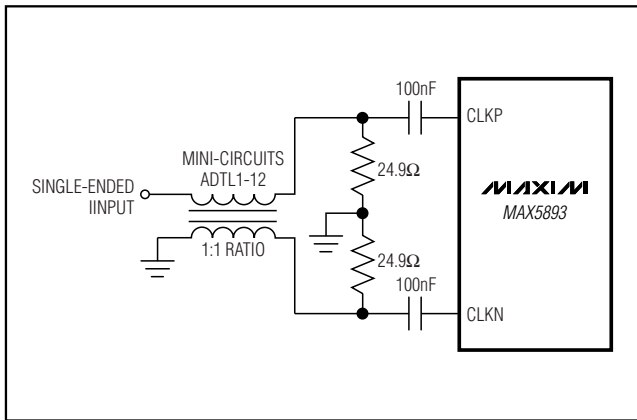 100nF
CLKP
MINI-CIRCUITS
ADTL1-12
24.9Ω
SINGLE-ENDED
IINPUT
MAXIM
MAX5893
1:1 RATIO
24.9Ω
100nF
CLKN